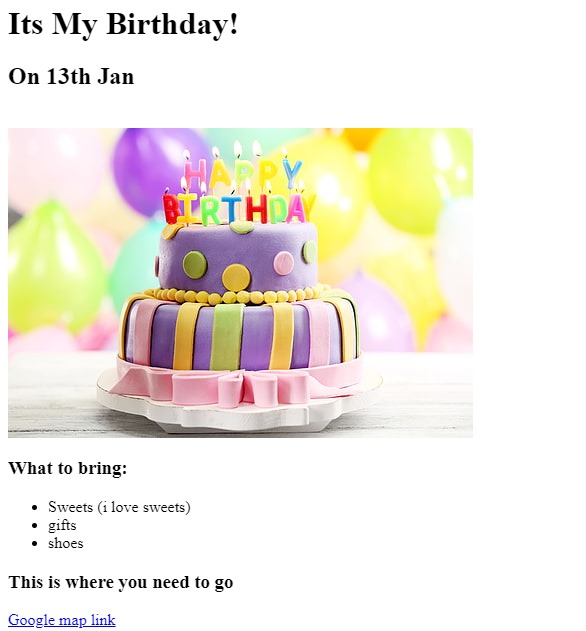 Its My Birthday!
On 13th Jan
HAPPY
BIRTHDAY
What to bring:
Sweets (i love sweets)
gifts
shoes
This is where you need to go
Google map link